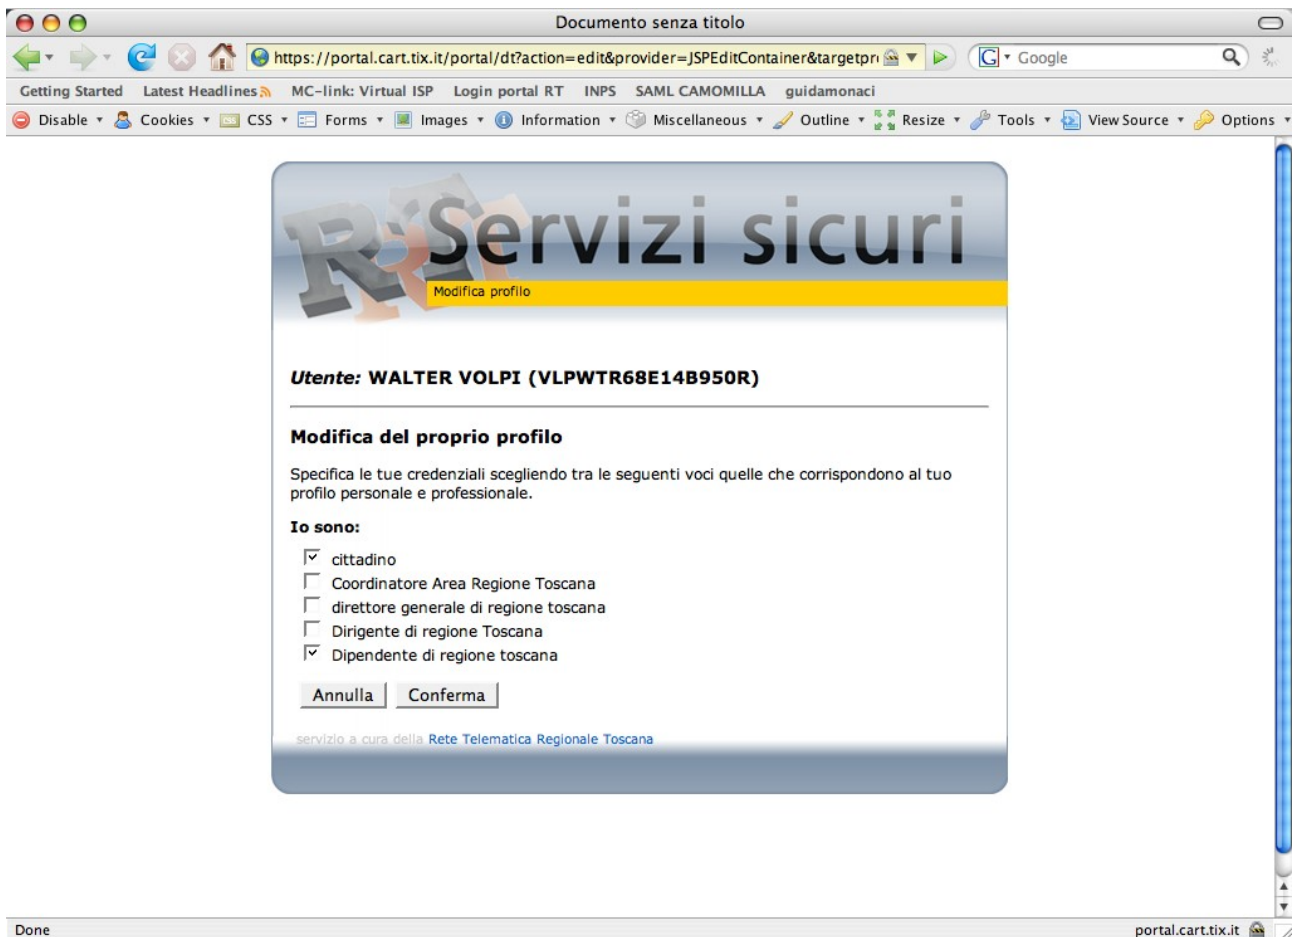 Documento senza titolo
https://portal.cart.tix.it/portal/dt?action=edit&provider=JSPEditContainer&targetpr
G Google
Getting Started Latest Headlines MC-link: Virtual ISP Login portal RT INPS SAML CAMOMILLA guidamonaci
Disable Cookies CSS Forms Images Information Miscellaneous Outline Resize Tools View Source Options
RRT Servizi sicuri
Modifica profilo
Utente: WALTER VOLPI (VLPWTR68E14B950R)
Modifica del proprio profilo
Specifica le tue credenziali scegliendo tra le seguenti voci quelle che corrispondono al tuo
profilo personale e professionale.
Io sono:
cittadino
Coordinatore Area Regione Toscana
direttore generale di regione toscana
Dirigente di regione Toscana
Dipendente di regione toscana
Annulla Conferma
servizio a cura della Rete Telematica Regionale Toscana
Done portal.cart.tix.it